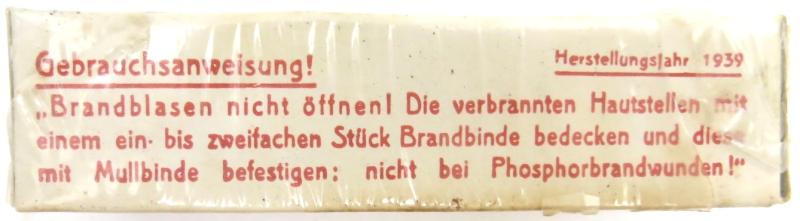 Gebrauchsanweisung!
Herstellungsjahr 1939
„Brandblasen nicht öffnen! Die verbrannten Hautstellen mit
einem ein- bis zweifachen Stück Brandbinde bedecken und diese
mit Mullbinde befestigen; nicht bei Phosphorbrandwunden!"